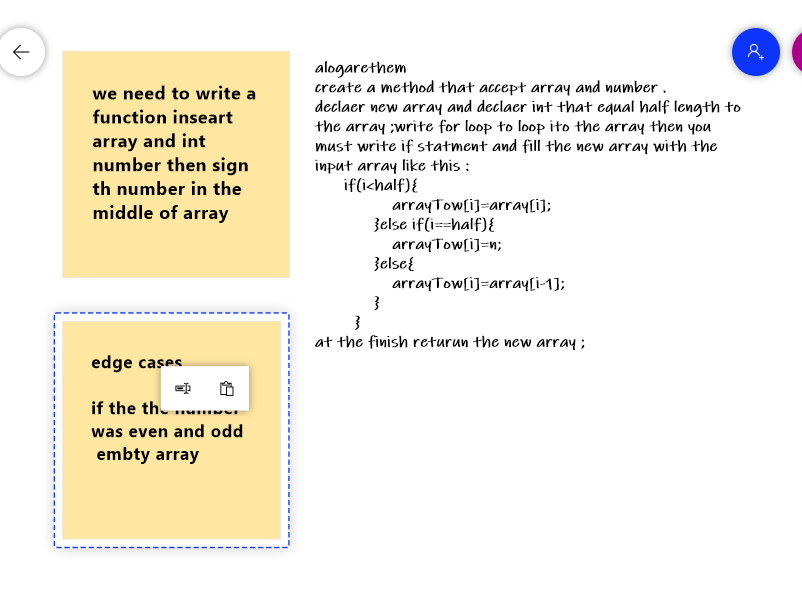 we need to write a
function inseart
array and int
number then sign
th number in the
middle of array
alogarethem
create a method that accept array and number .
declaer new array and declaer int that equal half length to
the array ;write for loop to loop ito the array then you
must write if statment and fill the new array with the
input array like this :
if(i<half){
arrayTow[i]=array[i];
}else if(i==half){
arrayTow[i]=n;
}else{
arrayTow[i]=array[i-1];
}
}
at the finish returun the new array ;
edge cases
if the the number
was even and odd
embty array